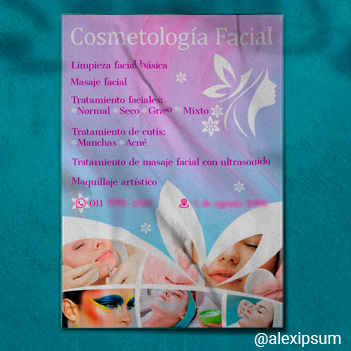 Cosmetología Facial
Limpieza facial básica
Masaje facial
Tratamiento faciales:
Normal Seco Graso Mixto
Tratamiento de cutis:
Manchas Acné
Tratamiento de masaje facial con ultrasonido
Maquillaje artístico
011
@alexipsum